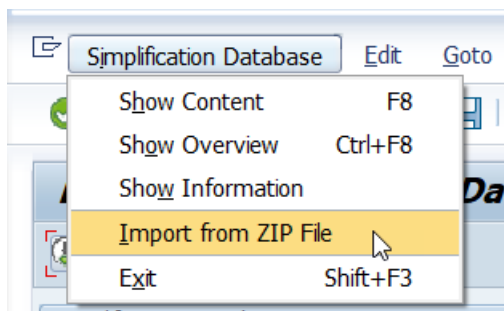 Simplification Database Edit Goto
Show Content F8
Show Overview Ctrl+F8
Show Information
Import from ZIP File
Exit Shift+F3